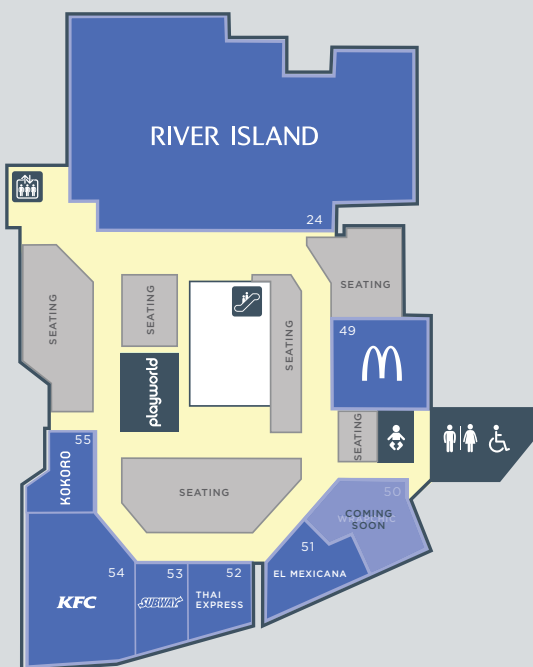 RIVER ISLAND
24
SEATING
SEATING
SEATING
SEATING
49
playworld
SEATING
55
KOKORO
SEATING
50
COMING
SOON
WRAPCHIC
51
EL MEXICANA
54
KFC
53
SUBWAY
52
THAI
EXPRESS